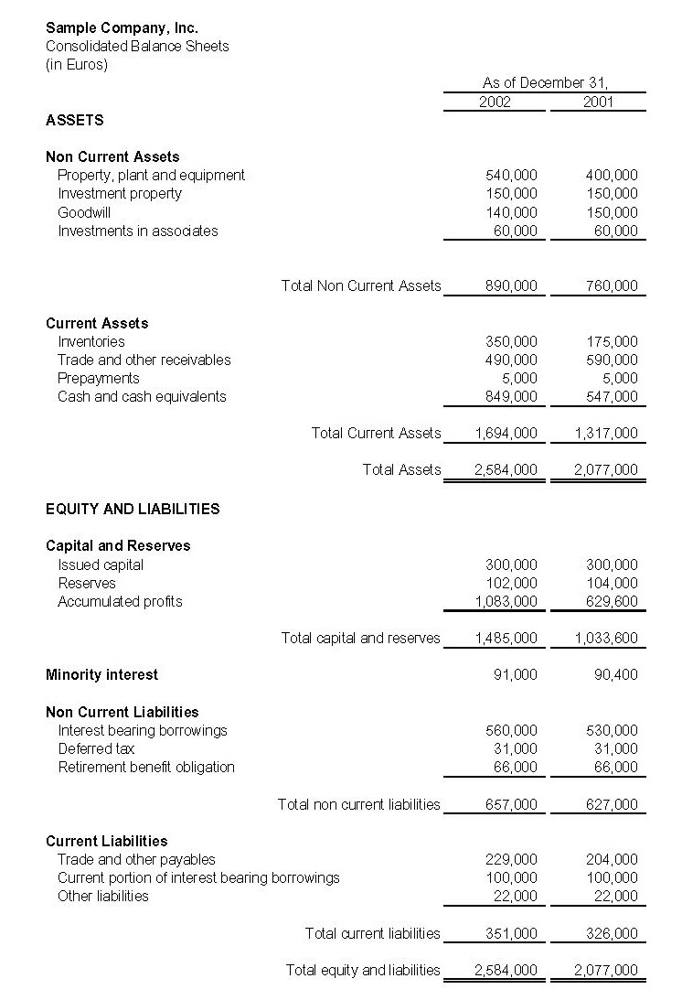 Sample Company, Inc.
Consolidated Balance Sheets
(in Euros)
As of December 31,
2002 2001
ASSETS
Non Current Assets
Property, plant and equipment 540,000 400,000
Investment property 150,000 150,000
Goodwill 140,000 150,000
Investments in associates 60,000 60,000
Total Non Current Assets 890,000 760,000
Current Assets
Inventories 350,000 175,000
Trade and other receivables 490,000 590,000
Prepayments 5,000 5,000
Cash and cash equivalents 849,000 547,000
Total Current Assets 1,694,000 1,317,000
Total Assets 2,584,000 2,077,000
EQUITY AND LIABILITIES
Capital and Reserves
Issued capital 300,000 300,000
Reserves 102,000 104,000
Accumulated profits 1,083,000 629,600
Total capital and reserves 1,485,000 1,033,600
Minority interest 91,000 90,400
Non Current Liabilities
Interest bearing borrowings 560,000 530,000
Deferred tax 31,000 31,000
Retirement benefit obligation 66,000 66,000
Total non current liabilities 657,000 627,000
Current Liabilities
Trade and other payables 229,000 204,000
Current portion of interest bearing borrowings 100,000 100,000
Other liabilities 22,000 22,000
Total current liabilities 351,000 326,000
Total equity and liabilities 2,584,000 2,077,000